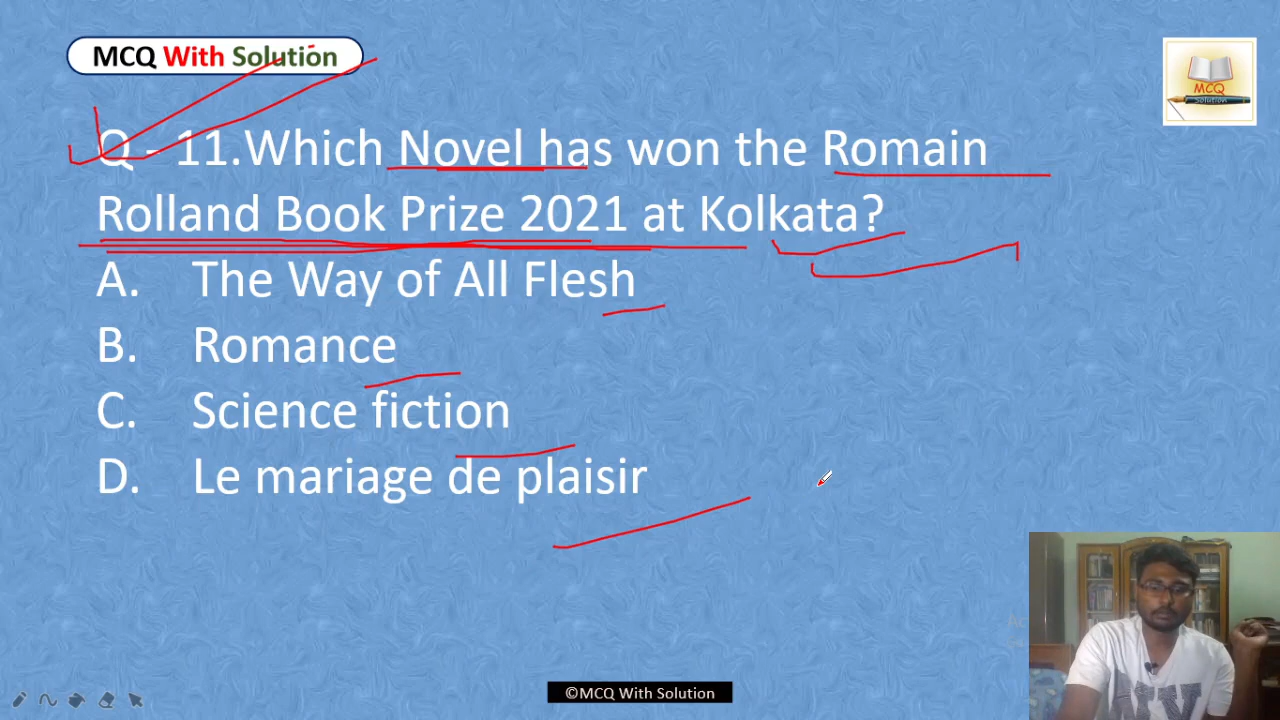 MCQ With Solution
MCQ
Solution
Q - 11.Which Novel has won the Romain
Rolland Book Prize 2021 at Kolkata?
A. The Way of All Flesh
B. Romance
C. Science fiction
D. Le mariage de plaisir
©MCQ With Solution